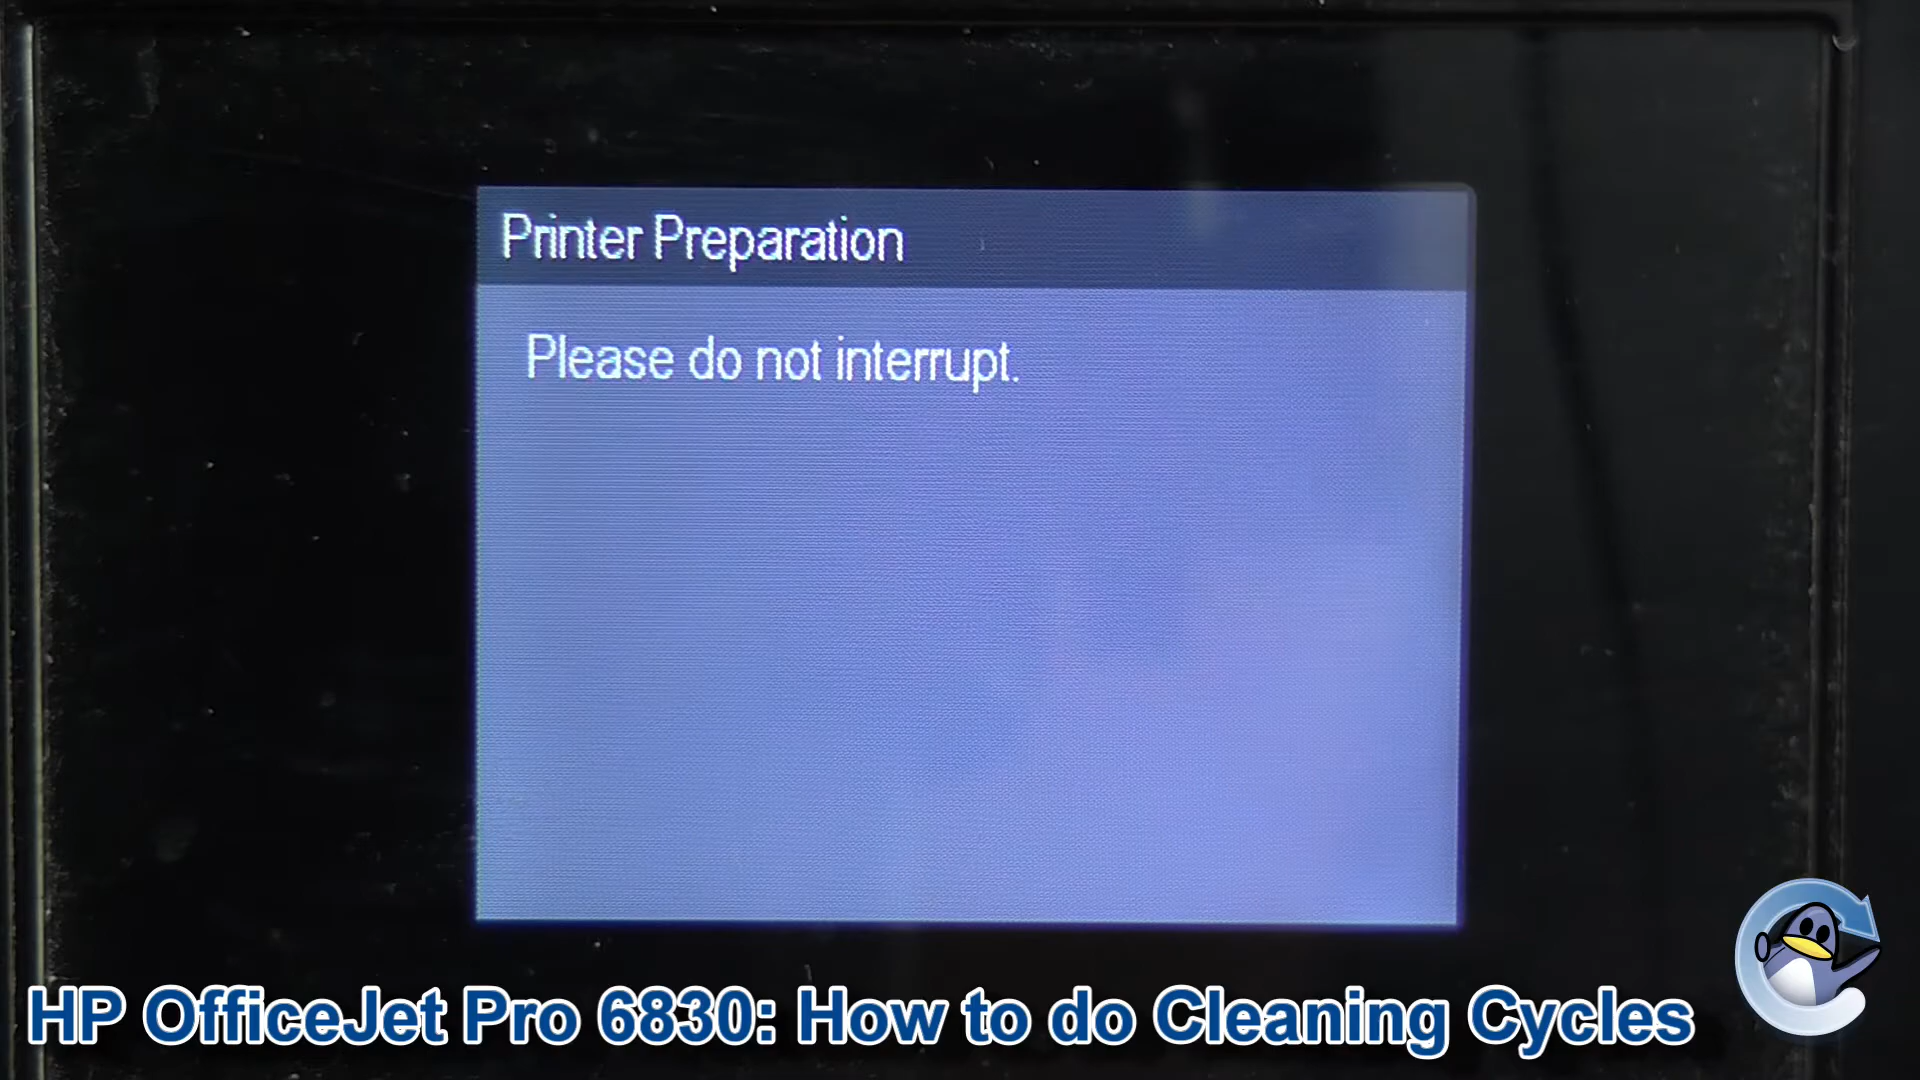 Printer Preparation
Please do not interrupt.
HP OfficeJet Pro 6830: How to do Cleaning Cycles